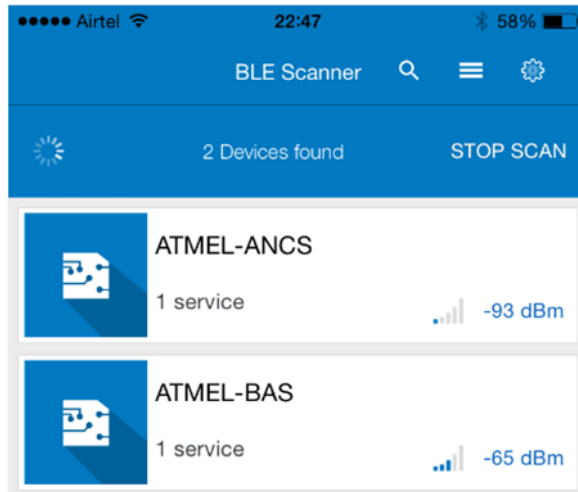 Airtel 22:47 58%
BLE Scanner
2 Devices found STOP SCAN
ATMEL-ANCS
1 service -93 dBm
ATMEL-BAS
1 service -65 dBm